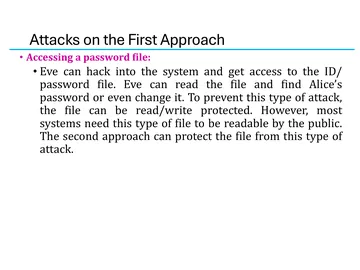 Attacks on the First Approach
• Accessing a password file:
• Eve can hack into the system and get access to the ID/
password file. Eve can read the file and find Alice's
password or even change it. To prevent this type of attack,
the file can be read/write protected. However, most
systems need this type of file to be readable by the public.
The second approach can protect the file from this type of
attack.